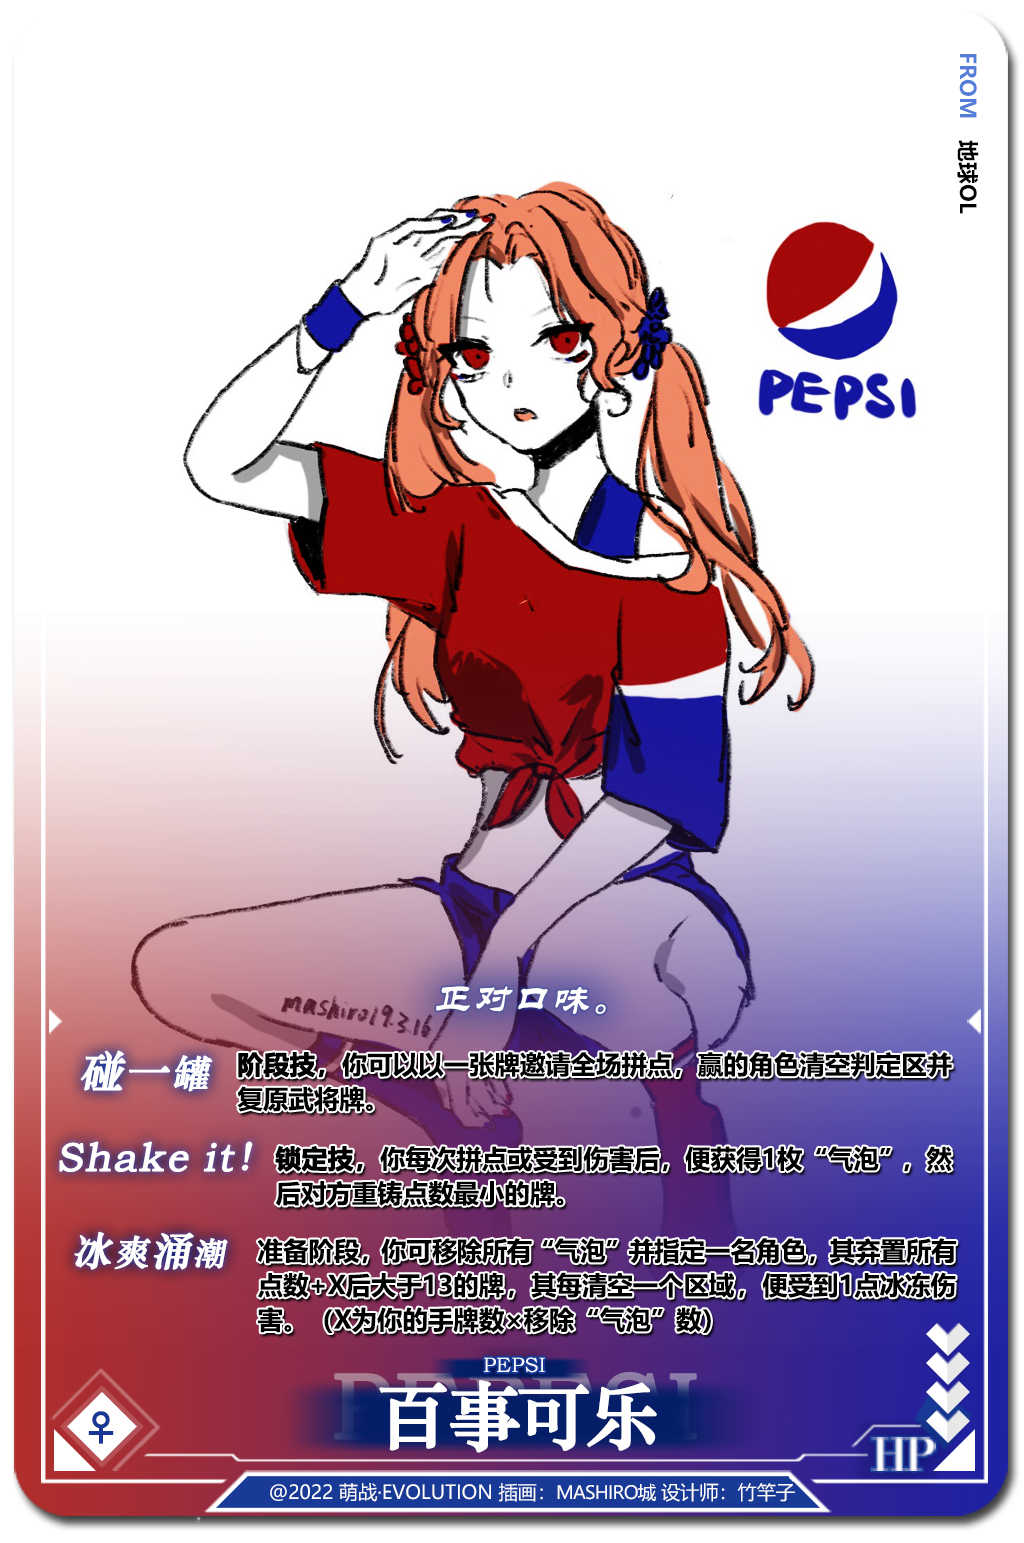 FROM 地球OL
PEPSI
mashiro19.3.16
正对口味。
碰一罐
阶段技，你可以以一张牌邀请全场拼点，赢的角色清空判定区并
复原武将牌。
Shake it!
锁定技，你每次拼点或受到伤害后，便获得1枚“气泡”，然
后对方重铸点数最小的牌。
冰爽涌潮
准备阶段，你可移除所有“气泡”并指定一名角色，其弃置所有
点数+X后大于13的牌，其每清空一个区域，便受到1点冰冻伤
害。（X为你的手牌数×移除“气泡”数）
PEPSI
百事可乐
HP
@2022 萌战·EVOLUTION 插画：MASHIRO城 设计师：竹竿子